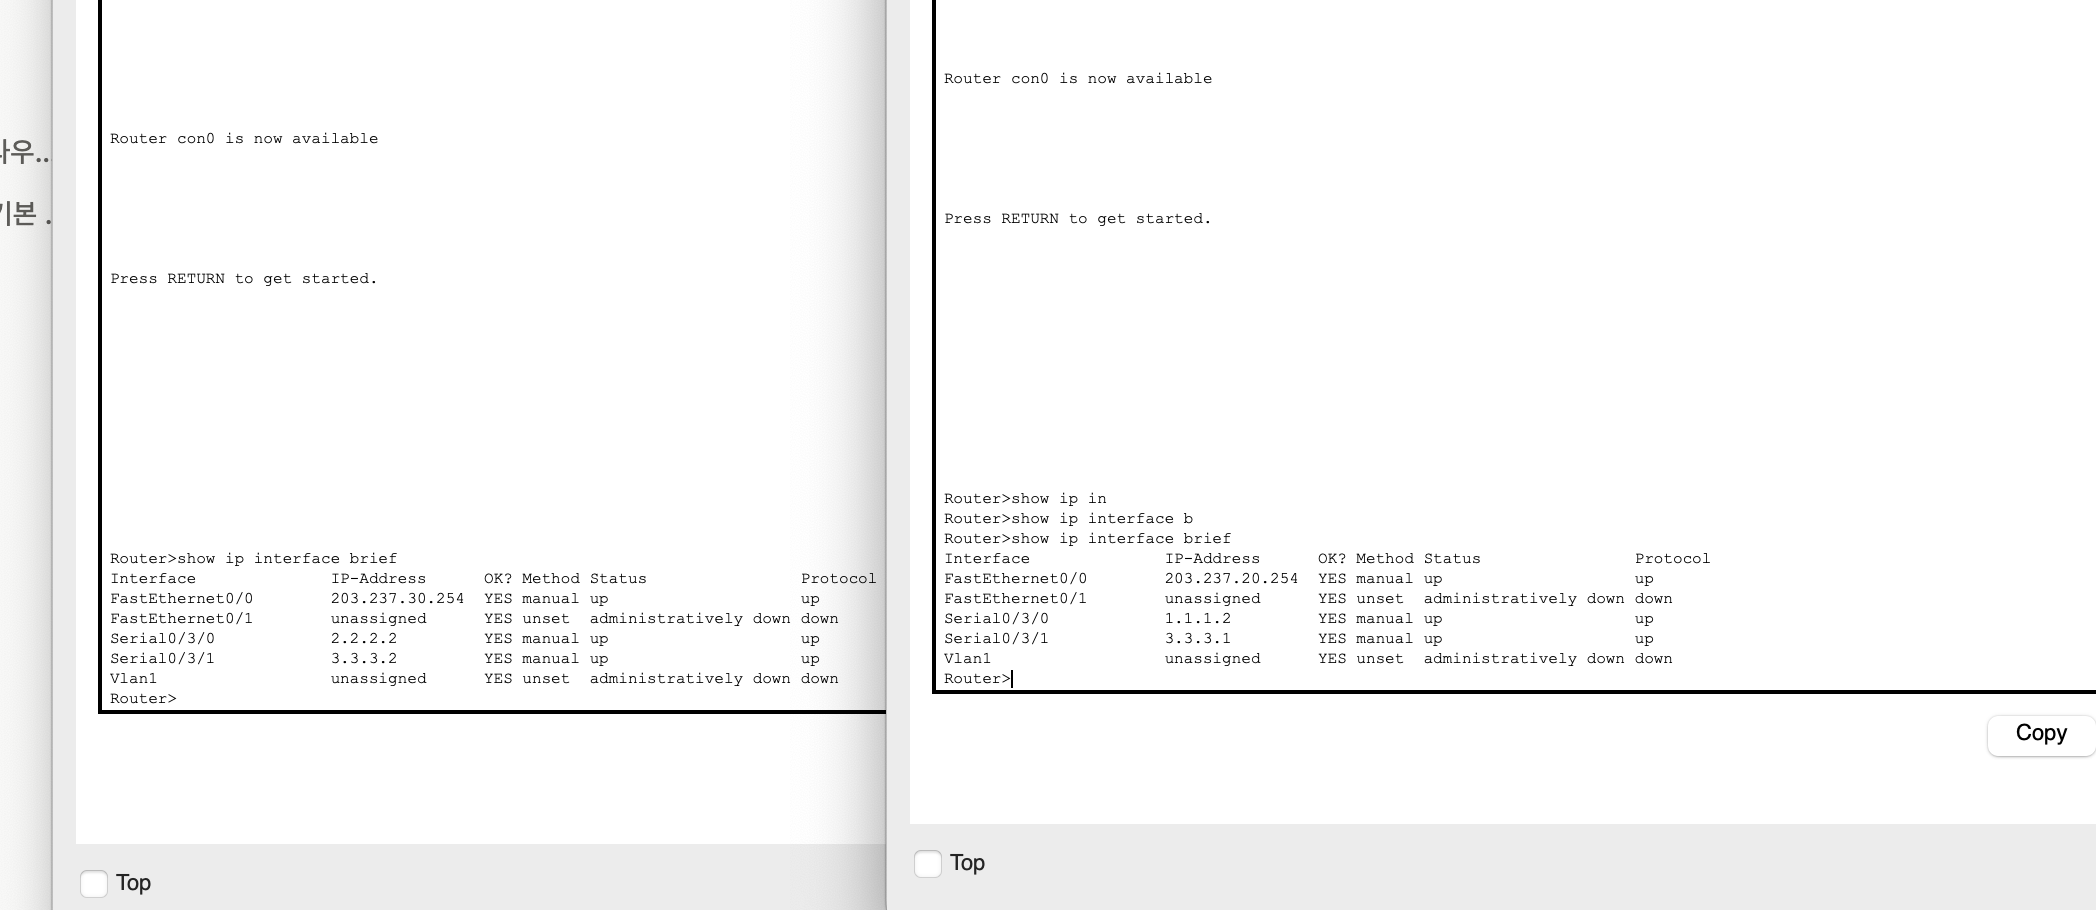 우..
기본 .
Router con0 is now available
Press RETURN to get started.
Router>show ip interface brief
Interface IP-Address OK? Method Status Protocol
FastEthernet0/0 203.237.30.254 YES manual up up
FastEthernet0/1 unassigned YES unset administratively down down
Serial0/3/0 2.2.2.2 YES manual up up
Serial0/3/1 3.3.3.2 YES manual up up
Vlan1 unassigned YES unset administratively down down
Router>
Top
Router con0 is now available
Press RETURN to get started.
Router>show ip in
Router>show ip interface b
Router>show ip interface brief
Interface IP-Address OK? Method Status Protocol
FastEthernet0/0 203.237.20.254 YES manual up up
FastEthernet0/1 unassigned YES unset administratively down down
Serial0/3/0 1.1.1.2 YES manual up up
Serial0/3/1 3.3.3.1 YES manual up up
Vlan1 unassigned YES unset administratively down down
Router>
Copy
Top